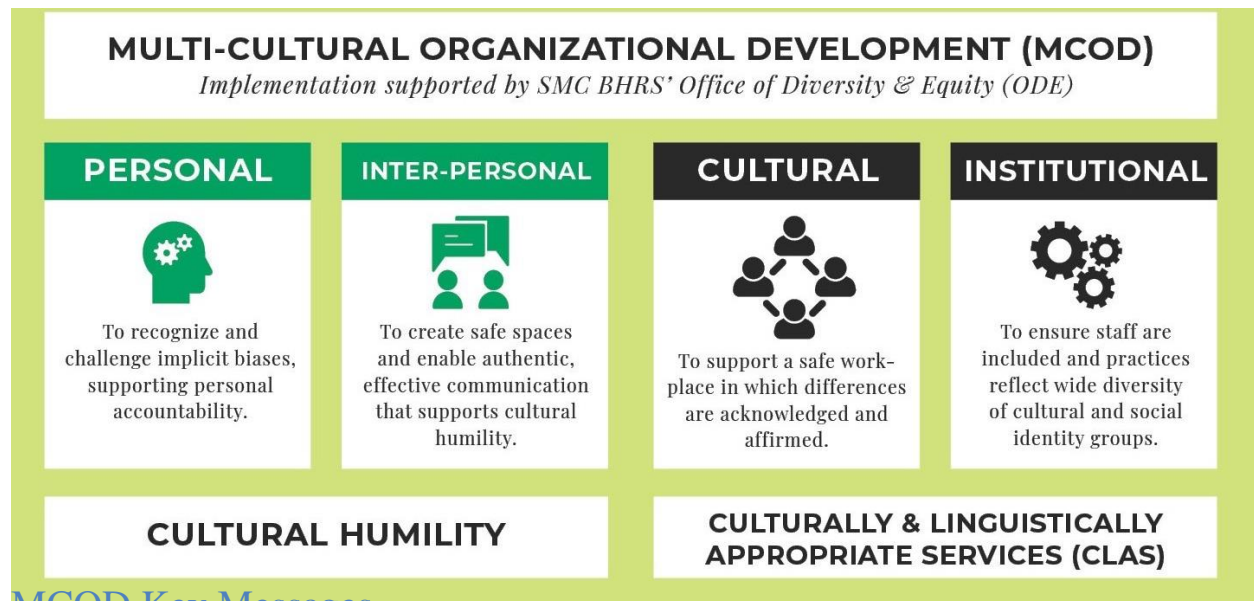 MULTI-CULTURAL ORGANIZATIONAL DEVELOPMENT (MCOD)
Implementation supported by SMC BHRS' Office of Diversity & Equity (ODE)
PERSONAL
To recognize and
challenge implicit biases,
supporting personal
accountability.
INTER-PERSONAL
To create safe spaces
and enable authentic,
effective communication
that supports cultural
humility.
CULTURAL
To support a safe work-
place in which differences
are acknowledged and
affirmed.
INSTITUTIONAL
To ensure staff are
included and practices
reflect wide diversity
of cultural and social
identity groups.
CULTURAL HUMILITY
CULTURALLY & LINGUISTICALLY
APPROPRIATE SERVICES (CLAS)
MCOD Key Messages